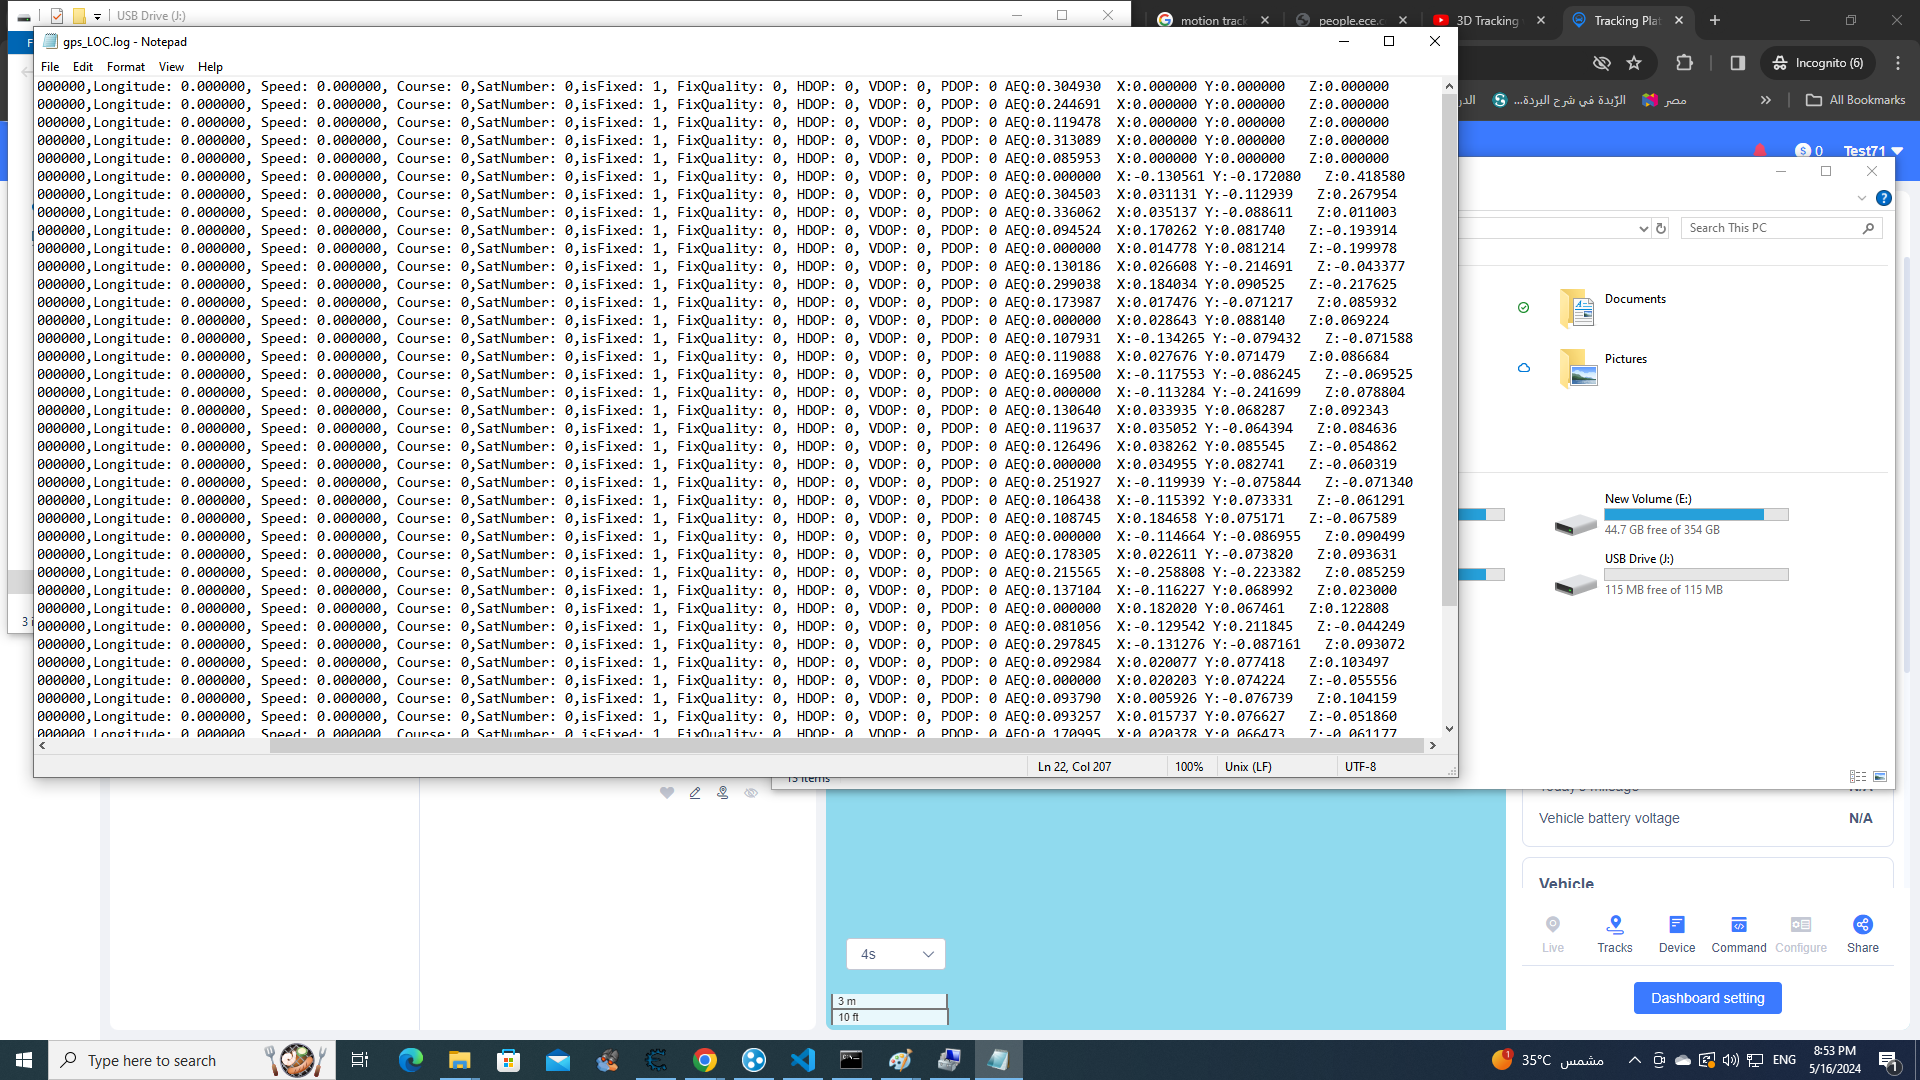 USB Drive (J:)
motion track
people.ece.c
3D Tracking
Tracking Plat
gps_LOC.log - Notepad
Incognito (6)
File Edit Format View Help
الرّبدة في شرح البردة...
مصر
All Bookmarks
000000,Longitude: 0.000000, Speed: 0.000000, Course: 0,SatNumber: 0,isFixed: 1, FixQuality: 0, HDOP: 0, VDOP: 0, PDOP: 0 AEQ:0.304930 X:0.000000 Y:0.000000 Z:0.000000
000000,Longitude: 0.000000, Speed: 0.000000, Course: 0,SatNumber: 0,isFixed: 1, FixQuality: 0, HDOP: 0, VDOP: 0, PDOP: 0 AEQ:0.244691 X:0.000000 Y:0.000000 Z:0.000000
000000,Longitude: 0.000000, Speed: 0.000000, Course: 0,SatNumber: 0,isFixed: 1, FixQuality: 0, HDOP: 0, VDOP: 0, PDOP: 0 AEQ:0.119478 X:0.000000 Y:0.000000 Z:0.000000
000000,Longitude: 0.000000, Speed: 0.000000, Course: 0,SatNumber: 0,isFixed: 1, FixQuality: 0, HDOP: 0, VDOP: 0, PDOP: 0 AEQ:0.313089 X:0.000000 Y:0.000000 Z:0.000000
000000,Longitude: 0.000000, Speed: 0.000000, Course: 0,SatNumber: 0,isFixed: 1, FixQuality: 0, HDOP: 0, VDOP: 0, PDOP: 0 AEQ:0.085953 X:0.000000 Y:0.000000 Z:0.000000
000000,Longitude: 0.000000, Speed: 0.000000, Course: 0,SatNumber: 0,isFixed: 1, FixQuality: 0, HDOP: 0, VDOP: 0, PDOP: 0 AEQ:0.000000 X:-0.130561 Y:-0.172080 Z:0.418580
000000,Longitude: 0.000000, Speed: 0.000000, Course: 0,SatNumber: 0,isFixed: 1, FixQuality: 0, HDOP: 0, VDOP: 0, PDOP: 0 AEQ:0.304503 X:0.031131 Y:-0.112939 Z:0.267954
000000,Longitude: 0.000000, Speed: 0.000000, Course: 0,SatNumber: 0,isFixed: 1, FixQuality: 0, HDOP: 0, VDOP: 0, PDOP: 0 AEQ:0.336062 X:0.035137 Y:-0.088611 Z:0.011003
000000,Longitude: 0.000000, Speed: 0.000000, Course: 0,SatNumber: 0,isFixed: 1, FixQuality: 0, HDOP: 0, VDOP: 0, PDOP: 0 AEQ:0.094524 X:0.170262 Y:0.081740 Z:-0.193914
000000,Longitude: 0.000000, Speed: 0.000000, Course: 0,SatNumber: 0,isFixed: 1, FixQuality: 0, HDOP: 0, VDOP: 0, PDOP: 0 AEQ:0.000000 X:0.014778 Y:0.081214 Z:-0.199978
000000,Longitude: 0.000000, Speed: 0.000000, Course: 0,SatNumber: 0,isFixed: 1, FixQuality: 0, HDOP: 0, VDOP: 0, PDOP: 0 AEQ:0.130186 X:0.026608 Y:-0.214691 Z:-0.043377
000000,Longitude: 0.000000, Speed: 0.000000, Course: 0,SatNumber: 0,isFixed: 1, FixQuality: 0, HDOP: 0, VDOP: 0, PDOP: 0 AEQ:0.299038 X:0.184034 Y:0.090525 Z:-0.217625
000000,Longitude: 0.000000, Speed: 0.000000, Course: 0,SatNumber: 0,isFixed: 1, FixQuality: 0, HDOP: 0, VDOP: 0, PDOP: 0 AEQ:0.173987 X:0.017476 Y:-0.071217 Z:0.085932
000000,Longitude: 0.000000, Speed: 0.000000, Course: 0,SatNumber: 0,isFixed: 1, FixQuality: 0, HDOP: 0, VDOP: 0, PDOP: 0 AEQ:0.000000 X:0.028643 Y:0.088140 Z:0.069224
000000,Longitude: 0.000000, Speed: 0.000000, Course: 0,SatNumber: 0,isFixed: 1, FixQuality: 0, HDOP: 0, VDOP: 0, PDOP: 0 AEQ:0.107931 X:-0.134265 Y:-0.079432 Z:-0.071588
000000,Longitude: 0.000000, Speed: 0.000000, Course: 0,SatNumber: 0,isFixed: 1, FixQuality: 0, HDOP: 0, VDOP: 0, PDOP: 0 AEQ:0.119088 X:0.027676 Y:0.071479 Z:0.086684
000000,Longitude: 0.000000, Speed: 0.000000, Course: 0,SatNumber: 0,isFixed: 1, FixQuality: 0, HDOP: 0, VDOP: 0, PDOP: 0 AEQ:0.169500 X:-0.117553 Y:-0.086245 Z:-0.069525
000000,Longitude: 0.000000, Speed: 0.000000, Course: 0,SatNumber: 0,isFixed: 1, FixQuality: 0, HDOP: 0, VDOP: 0, PDOP: 0 AEQ:0.000000 X:-0.113284 Y:-0.241699 Z:0.078804
000000,Longitude: 0.000000, Speed: 0.000000, Course: 0,SatNumber: 0,isFixed: 1, FixQuality: 0, HDOP: 0, VDOP: 0, PDOP: 0 AEQ:0.130640 X:0.033935 Y:0.068287 Z:0.092343
000000,Longitude: 0.000000, Speed: 0.000000, Course: 0,SatNumber: 0,isFixed: 1, FixQuality: 0, HDOP: 0, VDOP: 0, PDOP: 0 AEQ:0.119637 X:0.035052 Y:-0.064394 Z:0.084636
000000,Longitude: 0.000000, Speed: 0.000000, Course: 0,SatNumber: 0,isFixed: 1, FixQuality: 0, HDOP: 0, VDOP: 0, PDOP: 0 AEQ:0.126496 X:0.038262 Y:0.085545 Z:-0.054862
000000,Longitude: 0.000000, Speed: 0.000000, Course: 0,SatNumber: 0,isFixed: 1, FixQuality: 0, HDOP: 0, VDOP: 0, PDOP: 0 AEQ:0.000000 X:0.034955 Y:0.082741 Z:-0.060319
000000,Longitude: 0.000000, Speed: 0.000000, Course: 0,SatNumber: 0,isFixed: 1, FixQuality: 0, HDOP: 0, VDOP: 0, PDOP: 0 AEQ:0.251927 X:-0.119939 Y:-0.075844 Z:-0.071340
000000,Longitude: 0.000000, Speed: 0.000000, Course: 0,SatNumber: 0,isFixed: 1, FixQuality: 0, HDOP: 0, VDOP: 0, PDOP: 0 AEQ:0.106438 X:-0.115392 Y:0.073331 Z:-0.061291
000000,Longitude: 0.000000, Speed: 0.000000, Course: 0,SatNumber: 0,isFixed: 1, FixQuality: 0, HDOP: 0, VDOP: 0, PDOP: 0 AEQ:0.108745 X:0.184658 Y:0.075171 Z:-0.067589
000000,Longitude: 0.000000, Speed: 0.000000, Course: 0,SatNumber: 0,isFixed: 1, FixQuality: 0, HDOP: 0, VDOP: 0, PDOP: 0 AEQ:0.000000 X:-0.114664 Y:-0.086955 Z:0.090499
000000,Longitude: 0.000000, Speed: 0.000000, Course: 0,SatNumber: 0,isFixed: 1, FixQuality: 0, HDOP: 0, VDOP: 0, PDOP: 0 AEQ:0.178305 X:0.022611 Y:-0.073820 Z:0.093631
000000,Longitude: 0.000000, Speed: 0.000000, Course: 0,SatNumber: 0,isFixed: 1, FixQuality: 0, HDOP: 0, VDOP: 0, PDOP: 0 AEQ:0.215565 X:-0.258808 Y:-0.223382 Z:0.085259
000000,Longitude: 0.000000, Speed: 0.000000, Course: 0,SatNumber: 0,isFixed: 1, FixQuality: 0, HDOP: 0, VDOP: 0, PDOP: 0 AEQ:0.137104 X:-0.116227 Y:0.068992 Z:0.023000
000000,Longitude: 0.000000, Speed: 0.000000, Course: 0,SatNumber: 0,isFixed: 1, FixQuality: 0, HDOP: 0, VDOP: 0, PDOP: 0 AEQ:0.000000 X:0.182020 Y:0.067461 Z:0.122808
000000,Longitude: 0.000000, Speed: 0.000000, Course: 0,SatNumber: 0,isFixed: 1, FixQuality: 0, HDOP: 0, VDOP: 0, PDOP: 0 AEQ:0.081056 X:-0.129542 Y:0.211845 Z:-0.044249
000000,Longitude: 0.000000, Speed: 0.000000, Course: 0,SatNumber: 0,isFixed: 1, FixQuality: 0, HDOP: 0, VDOP: 0, PDOP: 0 AEQ:0.297845 X:-0.131276 Y:-0.087161 Z:0.093072
000000,Longitude: 0.000000, Speed: 0.000000, Course: 0,SatNumber: 0,isFixed: 1, FixQuality: 0, HDOP: 0, VDOP: 0, PDOP: 0 AEQ:0.092984 X:0.020077 Y:0.077418 Z:0.103497
000000,Longitude: 0.000000, Speed: 0.000000, Course: 0,SatNumber: 0,isFixed: 1, FixQuality: 0, HDOP: 0, VDOP: 0, PDOP: 0 AEQ:0.000000 X:0.020203 Y:0.074224 Z:-0.055556
000000,Longitude: 0.000000, Speed: 0.000000, Course: 0,SatNumber: 0,isFixed: 1, FixQuality: 0, HDOP: 0, VDOP: 0, PDOP: 0 AEQ:0.093790 X:0.005926 Y:-0.076739 Z:0.104159
000000,Longitude: 0.000000, Speed: 0.000000, Course: 0,SatNumber: 0,isFixed: 1, FixQuality: 0, HDOP: 0, VDOP: 0, PDOP: 0 AEQ:0.093257 X:0.015737 Y:0.076627 Z:-0.051860
000000,Longitude: 0.000000, Speed: 0.000000, Course: 0,SatNumber: 0,isFixed: 1, FixQuality: 0, HDOP: 0, VDOP: 0, PDOP: 0 AEQ:0.170995 X:0.020378 Y:0.066473 Z:-0.061177
Ln 22, Col 207
100%
Unix (LF)
UTF-8
S 0
Test71
Search This PC
Documents
Pictures
New Volume (E:)
44.7 GB free of 354 GB
USB Drive (J:)
115 MB free of 115 MB
13 items
Today's mileage N/A
Vehicle battery voltage N/A
Vehicle
Live
Tracks
Device
Command
Configure
Share
Dashboard setting
4s
3 m
10 ft
Type here to search
35°C مشمس
ENG
8:53 PM
5/16/2024
1